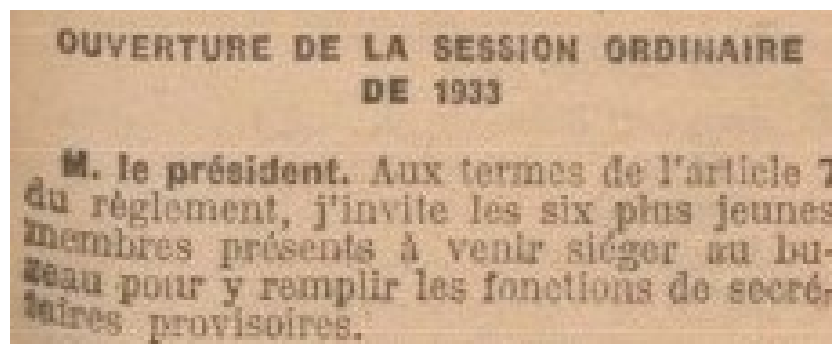 OUVERTURE DE LA SESSION ORDINAIRE
DE 1933
M. le président. Aux termes de l'article 7
du règlement, j'invite les six plus jeunes
membres présents à venir siéger au bu-
reau pour y remplir les fonctions de secré-
taires provisoires.